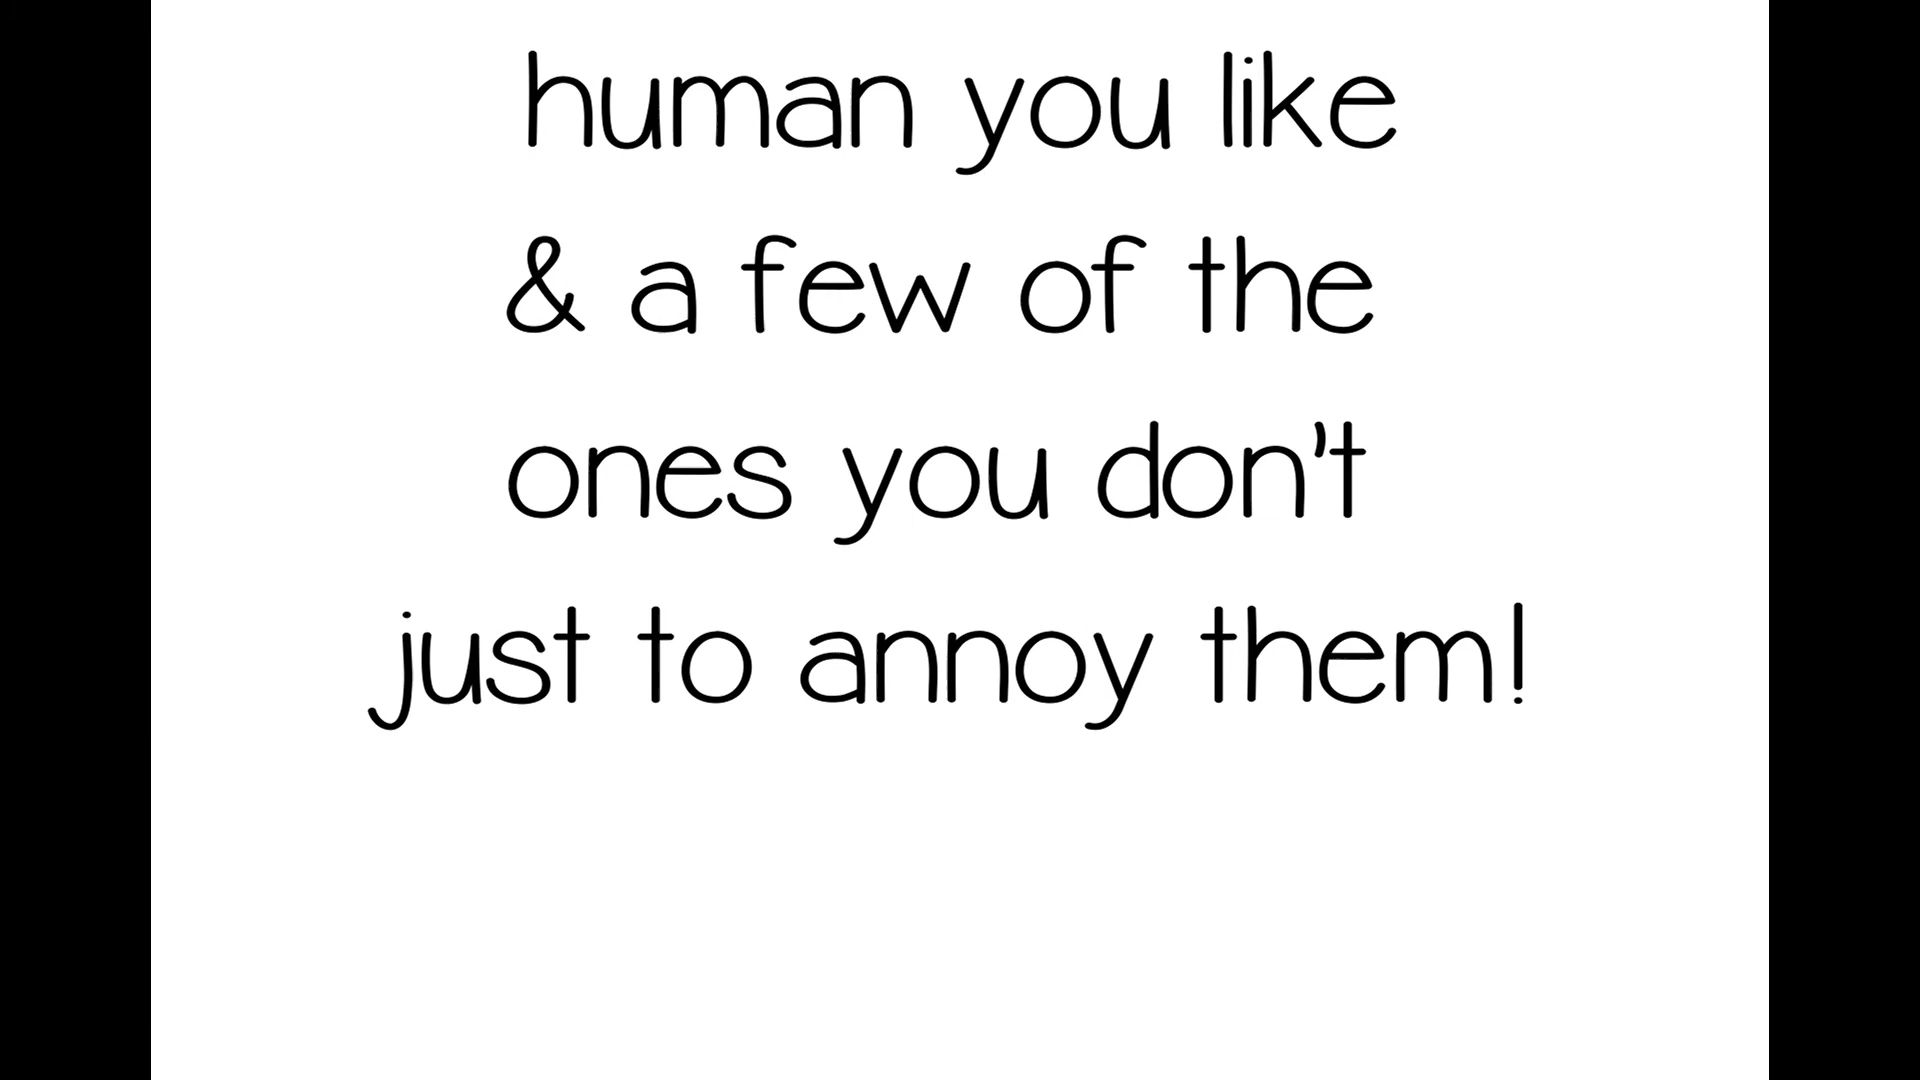 human you like
& a few of the
ones you don't
just to annoy them!